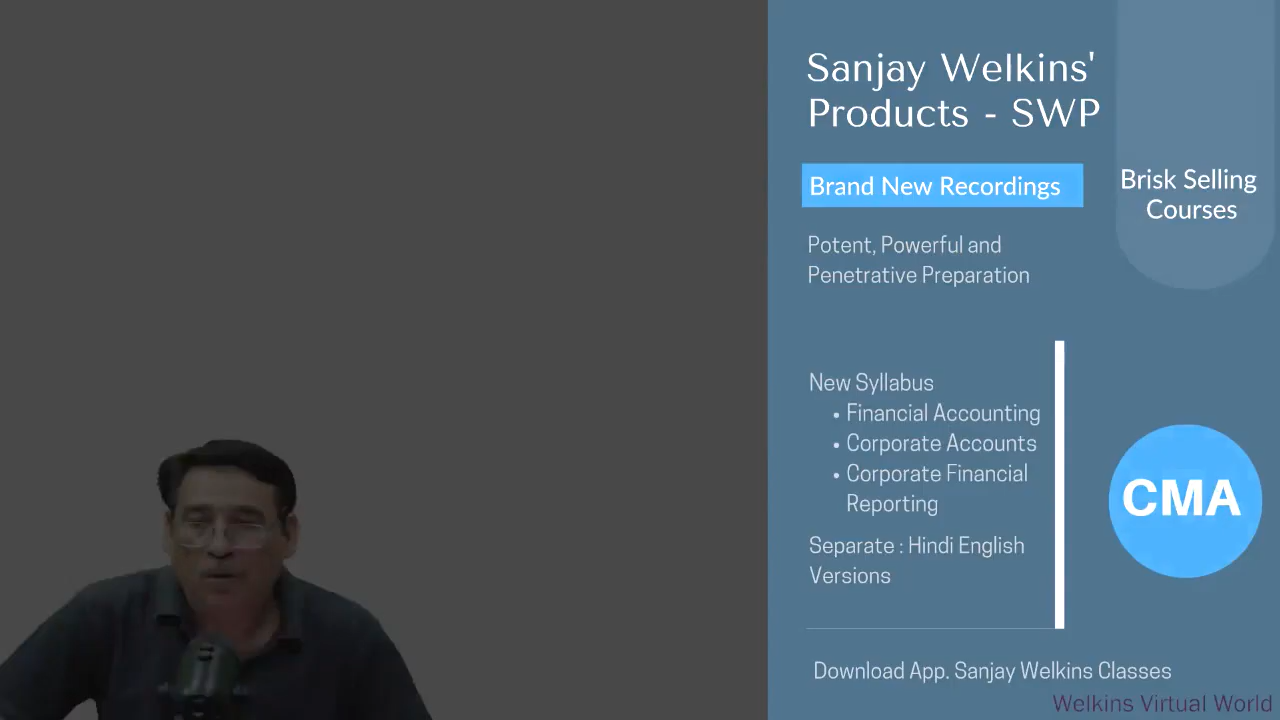 Sanjay Welkins'
Products - SWP
Brand New Recordings
Brisk Selling
Courses
Potent, Powerful and
Penetrative Preparation
New Syllabus
• Financial Accounting
• Corporate Accounts
• Corporate Financial
Reporting
CMA
Separate : Hindi English
Versions
Download App. Sanjay Welkins Classes
Welkins Virtual World